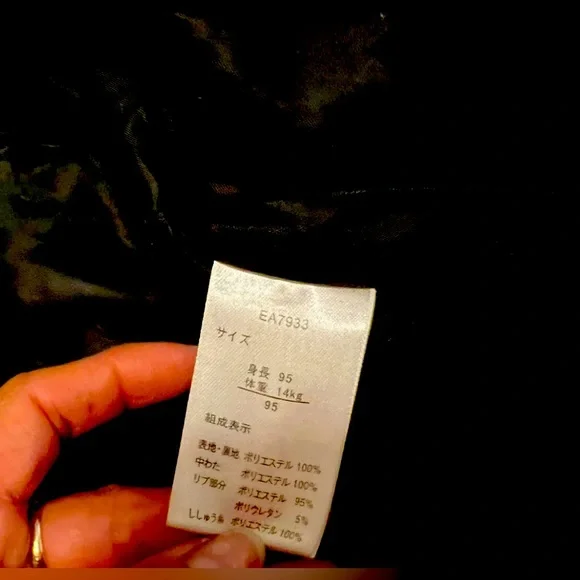 EA7933
サイズ
身長 95
体重 14kg
95
組成表示
表地・裏地 ポリエステル 100%
中わた ポリエステル 100%
リブ部分 ポリエステル 95%
ポリウレタン 5%
ししゅう糸 ポリエステル 100%